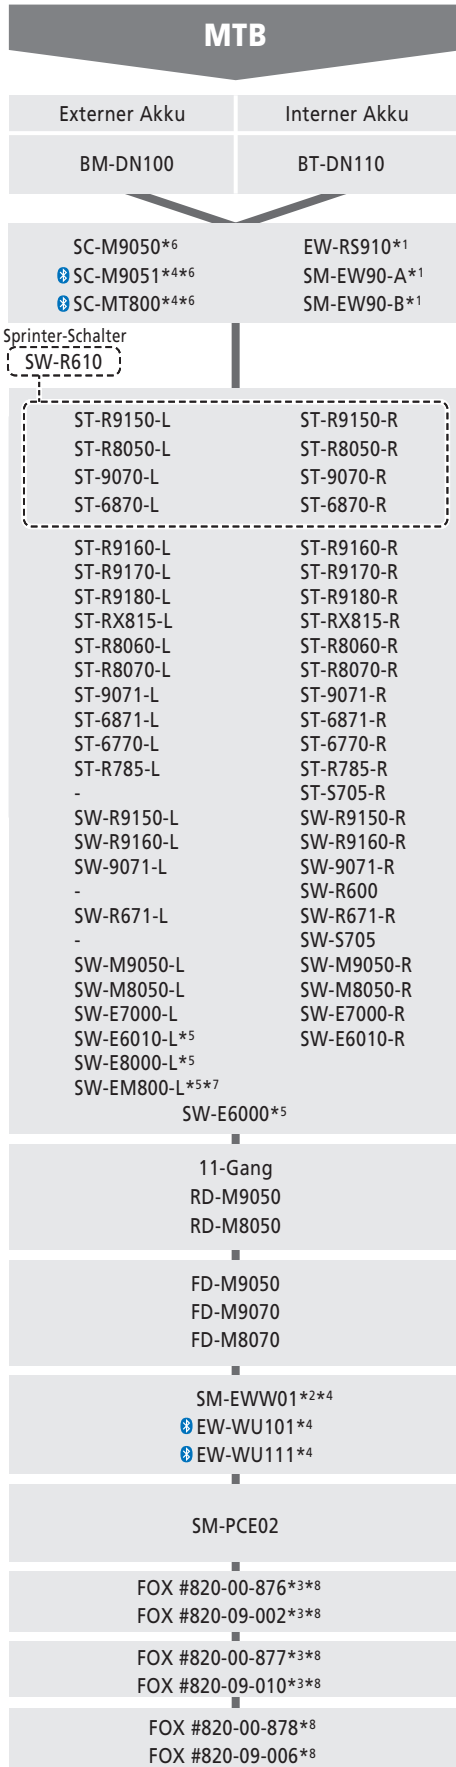 MTB
Externer Akku Interner Akku
BM-DN100 BT-DN110
SC-M9050*6 EW-RS910*1
SC-M9051*4*6 SM-EW90-A*1
SC-MT800*4*6 SM-EW90-B*1
Sprinter-Schalter
SW-R610
ST-R9150-L ST-R9150-R
ST-R8050-L ST-R8050-R
ST-9070-L ST-9070-R
ST-6870-L ST-6870-R
ST-R9160-L ST-R9160-R
ST-R9170-L ST-R9170-R
ST-R9180-L ST-R9180-R
ST-RX815-L ST-RX815-R
ST-R8060-L ST-R8060-R
ST-R8070-L ST-R8070-R
ST-9071-L ST-9071-R
ST-6871-L ST-6871-R
ST-6770-L ST-6770-R
ST-R785-L ST-R785-R
- ST-S705-R
SW-R9150-L SW-R9150-R
SW-R9160-L SW-R9160-R
SW-9071-L SW-9071-R
- SW-R600
SW-R671-L SW-R671-R
- SW-S705
SW-M9050-L SW-M9050-R
SW-M8050-L SW-M8050-R
SW-E7000-L SW-E7000-R
SW-E6010-L*5 SW-E6010-R
SW-E8000-L*5
SW-EM800-L*5*7
SW-E6000*5
11-Gang
RD-M9050
RD-M8050
FD-M9050
FD-M9070
FD-M8070
SM-EWW01*2*4
EW-WU101*4
EW-WU111*4
SM-PCE02
FOX #820-00-876*3*8
FOX #820-09-002*3*8
FOX #820-00-877*3*8
FOX #820-09-010*3*8
FOX #820-00-878*8
FOX #820-09-006*8